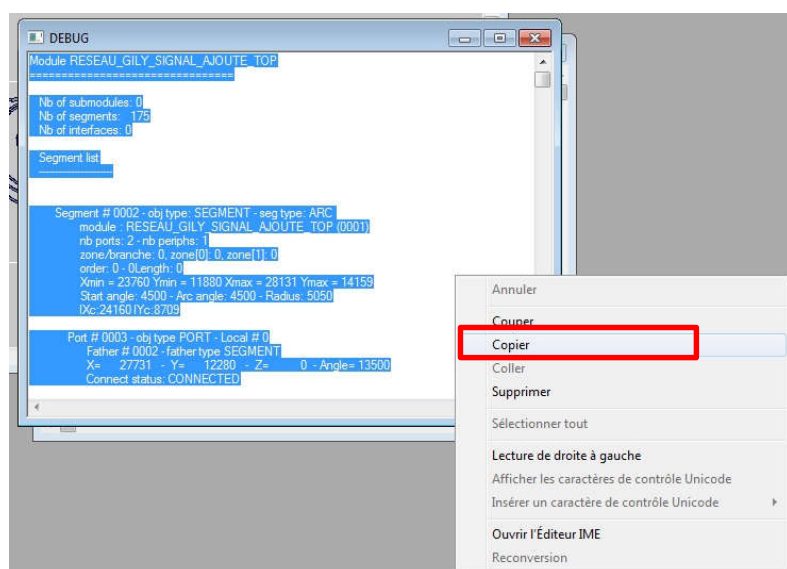 DEBUG
Module RESEAU_GILY_SIGNAL_AJOUTE_TOP
================================
Nb of submodules: 0
Nb of segments: 175
Nb of interfaces: 0
Segment list
--------------------
Segment # 0002 - obj type: SEGMENT - seg type: ARC
module : RESEAU_GILY_SIGNAL_AJOUTE_TOP (0001)
nb ports: 2 - nb periphs: 1
zone/branche: 0, zone[0]: 0, zone[1]: 0
order: 0 - 0Length: 0
Xmin = 23760 Ymin = 11880 Xmax = 28131 Ymax = 14159
Start angle: 4500 - Arc angle: 4500 - Radius: 5050
IXc:24160 IYc:8709
Port # 0003 - obj type PORT - Local # 0
Father # 0002 - father type SEGMENT
X= 27731 - Y= 12280 - Z= 0 - Angle= 13500
Connect status: CONNECTED
Annuler
Couper
Copier
Coller
Supprimer
Sélectionner tout
Lecture de droite à gauche
Afficher les caractères de contrôle Unicode
Insérer un caractère de contrôle Unicode
Ouvrir l'Éditeur IME
Reconversion